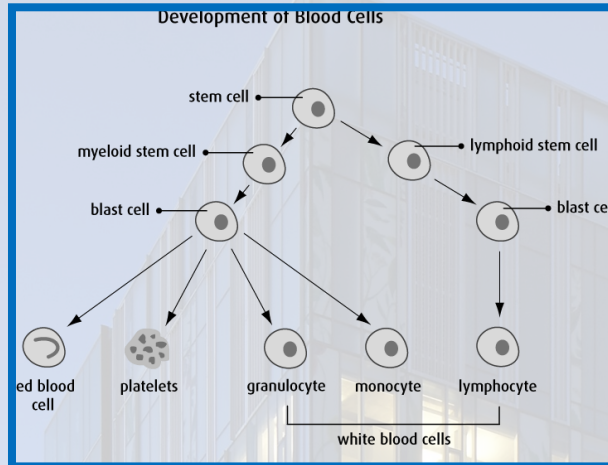 Development of Blood Cells
stem cell
myeloid stem cell
lymphoid stem cell
blast cell
blast ce
ed blood
cell
platelets
granulocyte
monocyte
lymphocyte
white blood cells